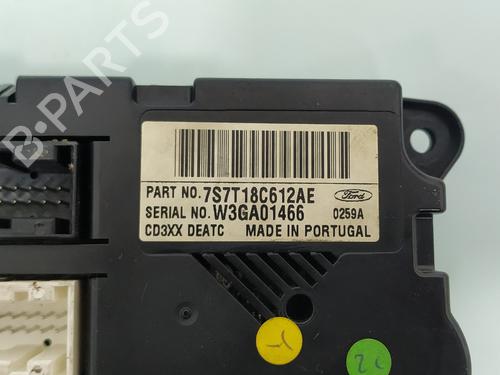 B-PARTS
PART NO. 7S7T18C612AE
Ford
SERIAL NO. W3GA01466 0259A
CD3XX DEATC MADE IN PORTUGAL